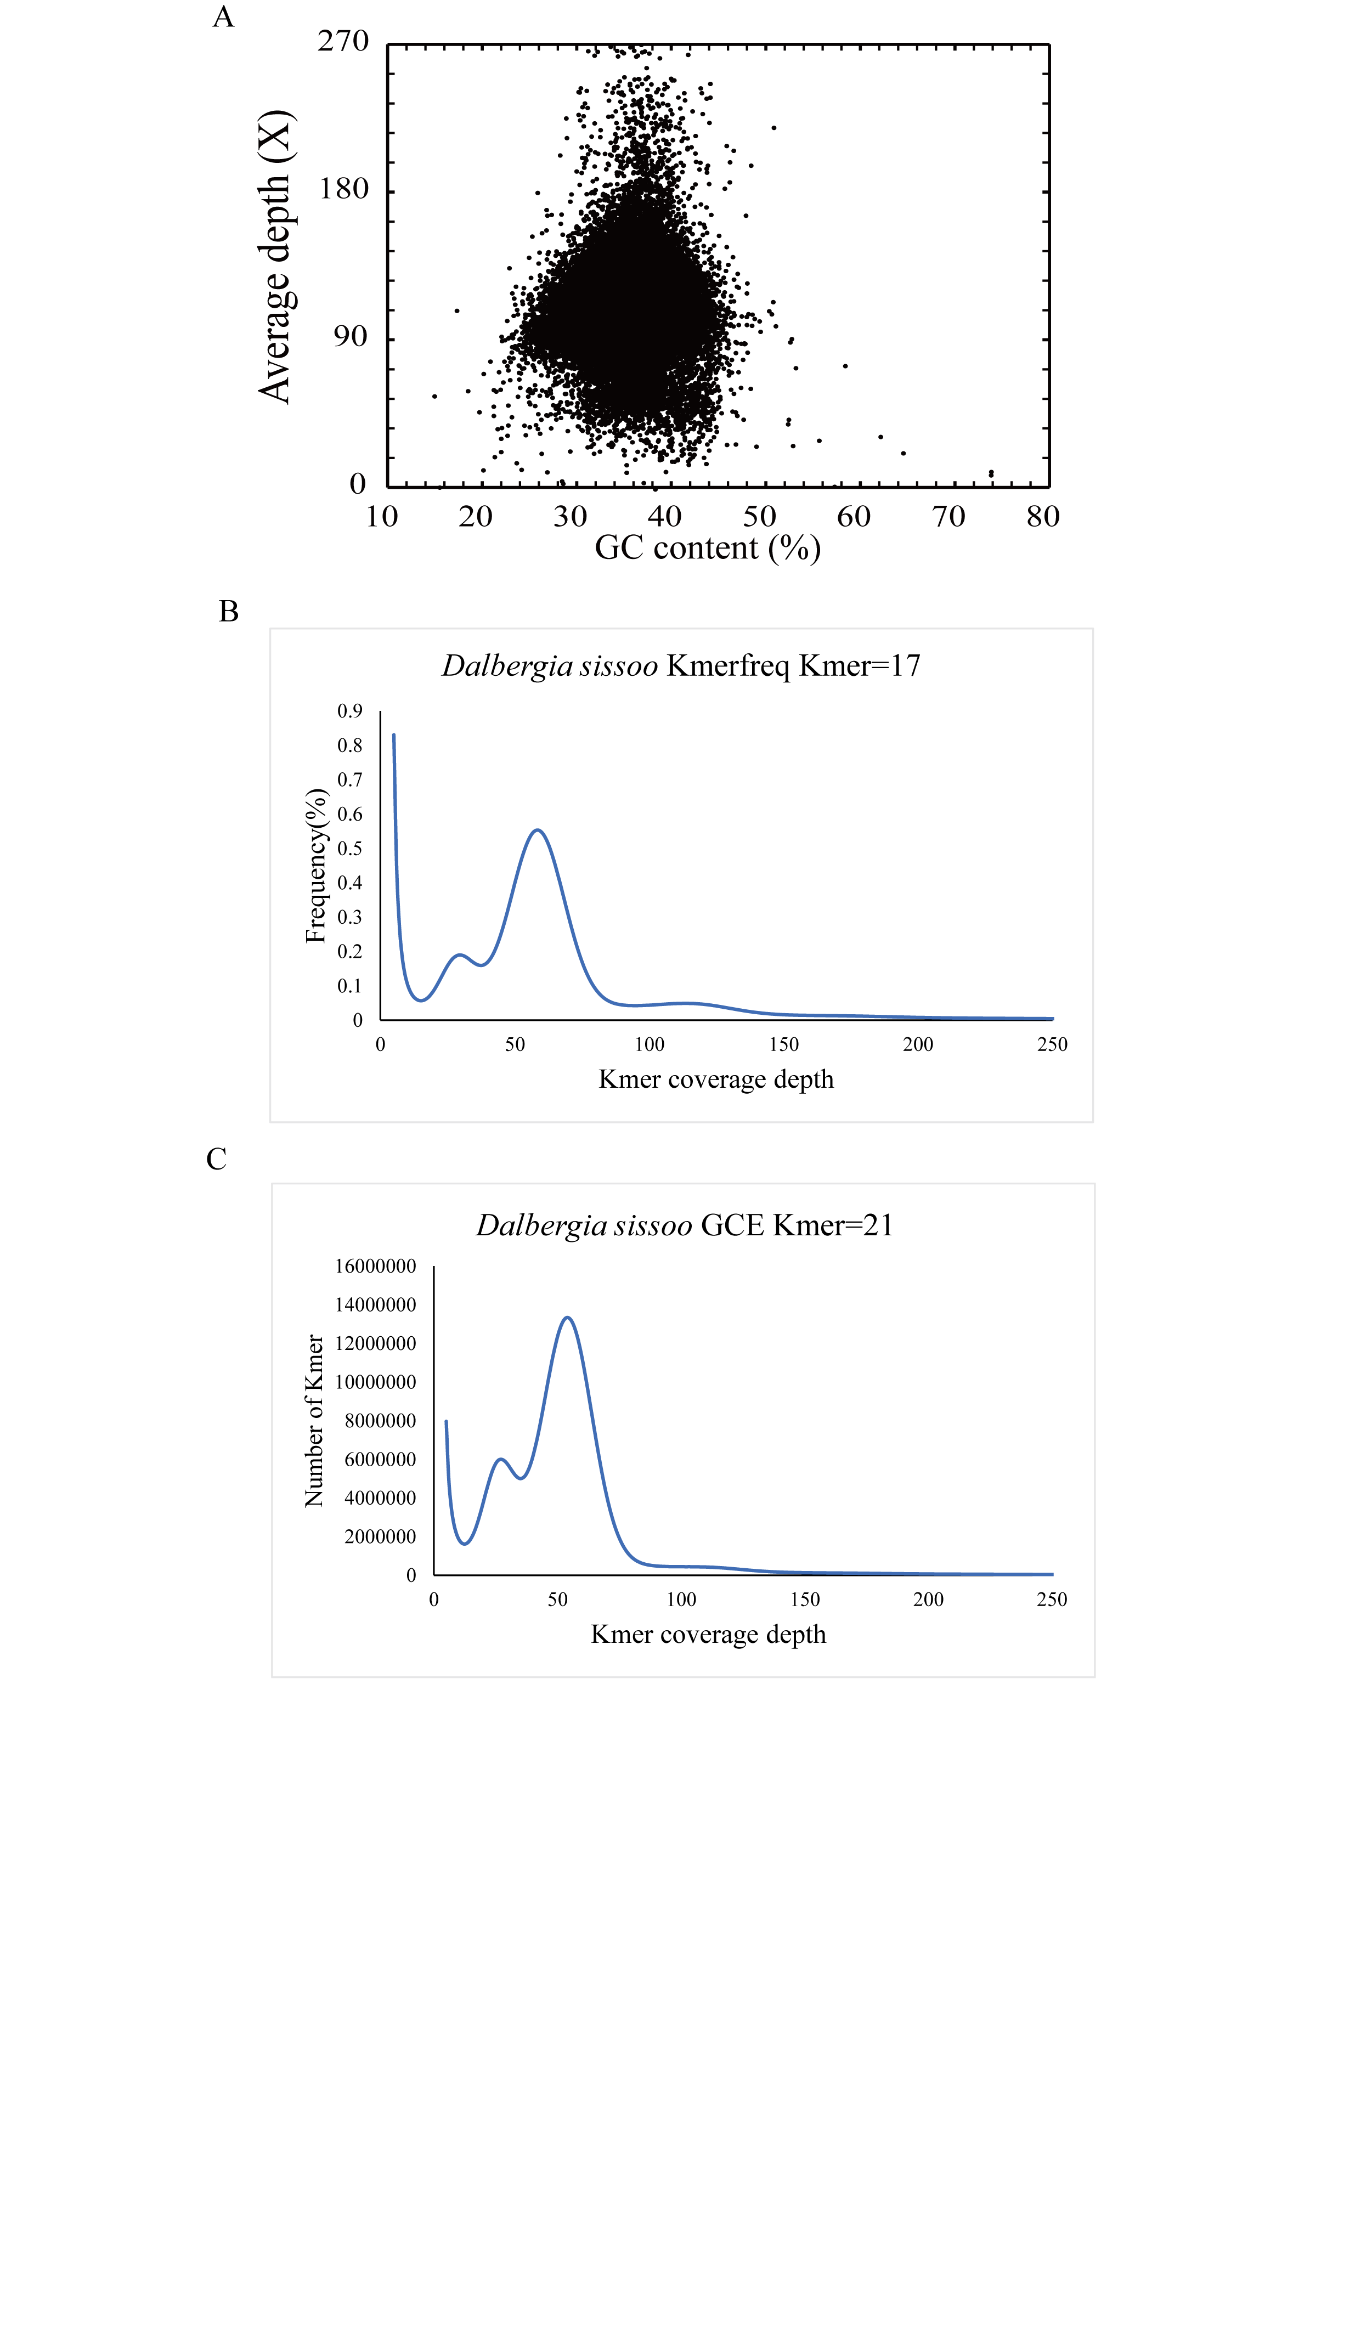 A
270
180
90
0
Average depth (X)
10 20 30 40 50 60 70 80
GC content (%)
B
Dalbergia sissoo Kmerfreq Kmer=17
0.9
0.8
0.7
0.6
0.5
0.4
0.3
0.2
0.1
0
Frequency(%)
0 50 100 150 200 250
Kmer coverage depth
C
Dalbergia sissoo GCE Kmer=21
16000000
14000000
12000000
10000000
8000000
6000000
4000000
2000000
0
Number of Kmer
0 50 100 150 200 250
Kmer coverage depth